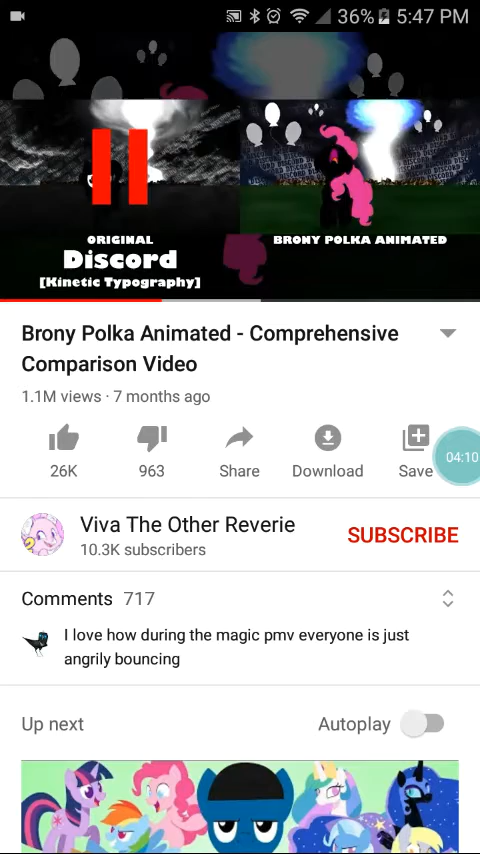 36% 5:47 PM
ORIGINAL
Discord
[Kinetic Typography]
BRONY POLKA ANIMATED
Brony Polka Animated - Comprehensive
Comparison Video
1.1M views · 7 months ago
26K
963
Share
Download
Save
04:10
Viva The Other Reverie
10.3K subscribers
SUBSCRIBE
Comments 717
I love how during the magic pmv everyone is just
angrily bouncing
Up next
Autoplay